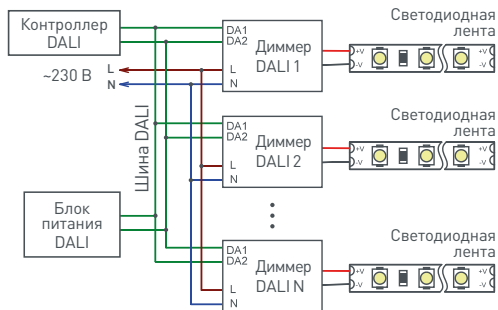 Контроллер
DALI
~230 В
L
N
Шина DALI
Блок
питания
DALI
DA1
DA2
L
N
Диммер
DALI 1
Светодиодная
лента
+V
-V
DA1
DA2
L
N
Диммер
DALI 2
Светодиодная
лента
+V
-V
DA1
DA2
L
N
Диммер
DALI N
Светодиодная
лента
+V
-V